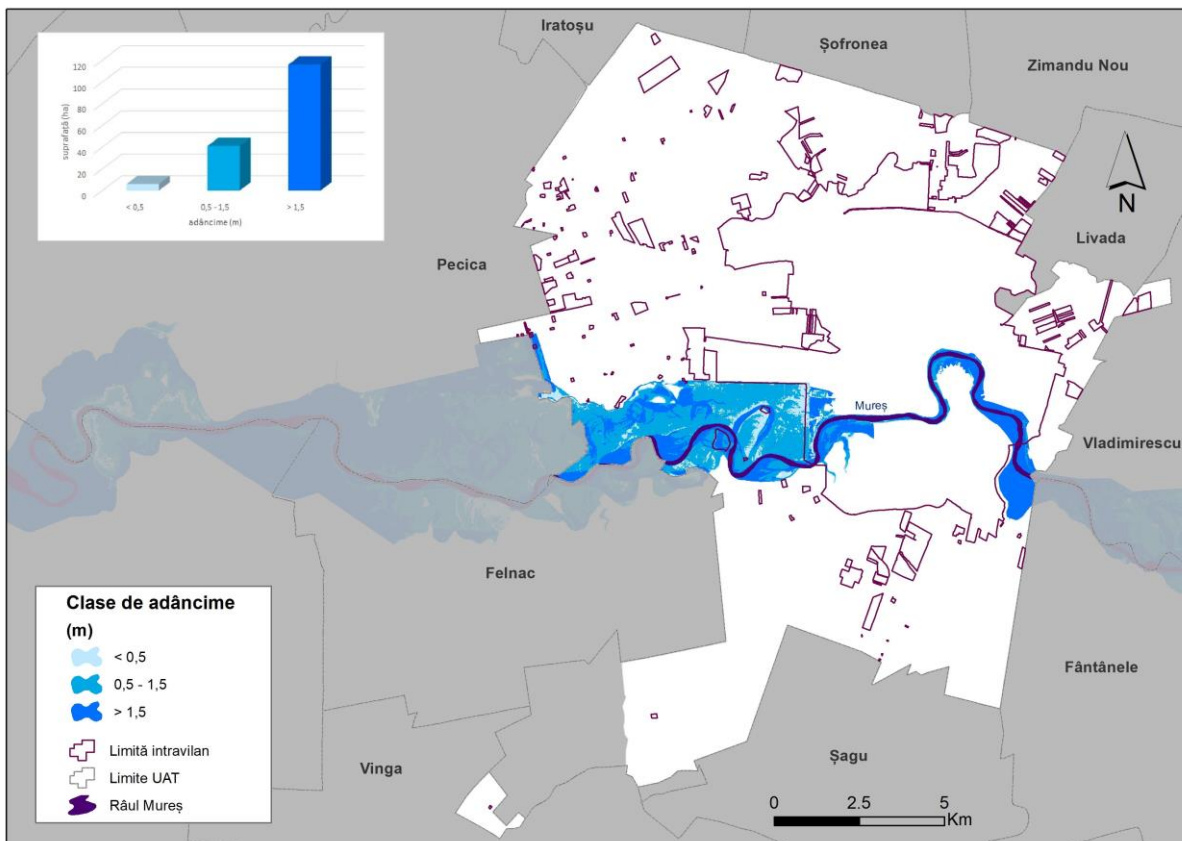 Iratoșu
Șofronea
Zimandu Nou
120
100
80
60
40
20
0
suprafață (ha)
< 0,5
0,5 - 1,5
> 1,5
adâncime (m)
N
Livada
Pecica
Mureș
Vladimirescu
Felnac
Clase de adâncime
(m)
< 0,5
0,5 - 1,5
> 1,5
Limită intravilan
Limite UAT
Râul Mureș
Fântânele
Vinga
Șagu
0 2.5 5
Km